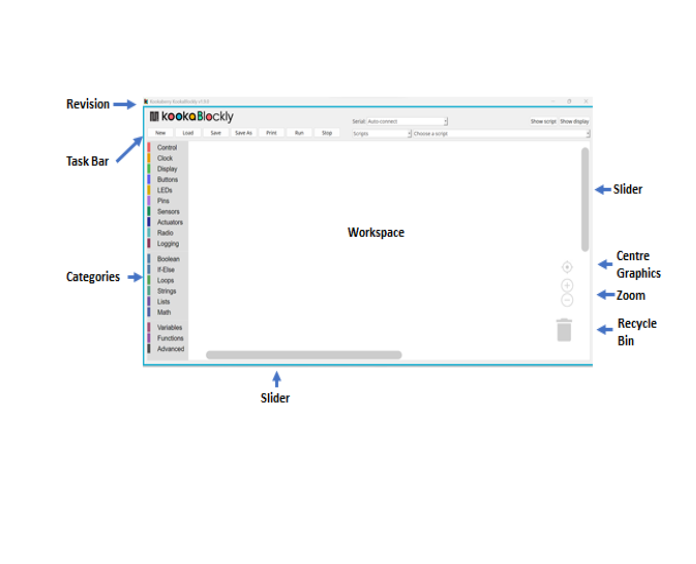 Revision
Kookaberry KookaBlockly v1.9.0
kookaBlockly
Serial Auto-connect
Show script Show display
New Load Save Save As Print Run Stop
Scripts Choose a script
Task Bar
Control
Clock
Display
Buttons
LEDs
Pins
Sensors
Actuators
Radio
Logging
Boolean
If-Else
Loops
Strings
Lists
Math
Variables
Functions
Advanced
Categories
Workspace
Slider
Centre
Graphics
Zoom
Recycle
Bin
Slider